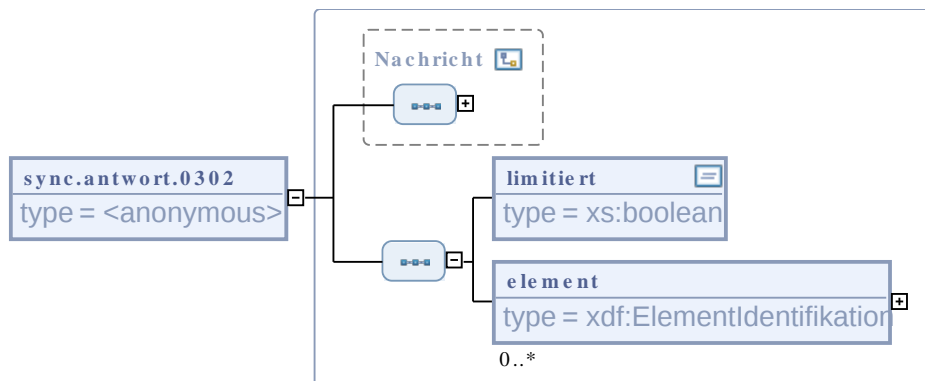 Nachricht
sync.antwort.0302
type = <anonymous>
limitiert
type = xs:boolean
element
type = xdf:ElementIdentifikation
0..*